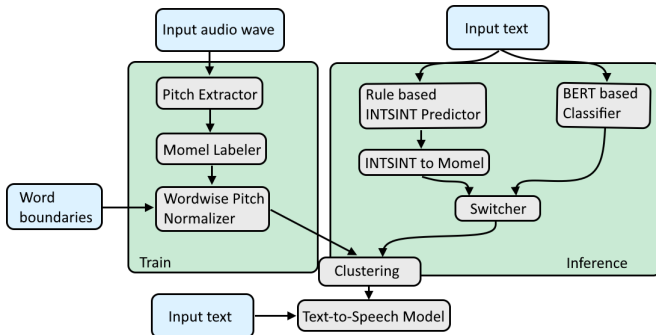 Input audio wave
Input text
Pitch Extractor
Rule based
INTSINT Predictor
BERT based
Classifier
Momel Labeler
INTSINT to Momel
Word
boundaries
Wordwise Pitch
Normalizer
Switcher
Train
Inference
Clustering
Input text
Text-to-Speech Model